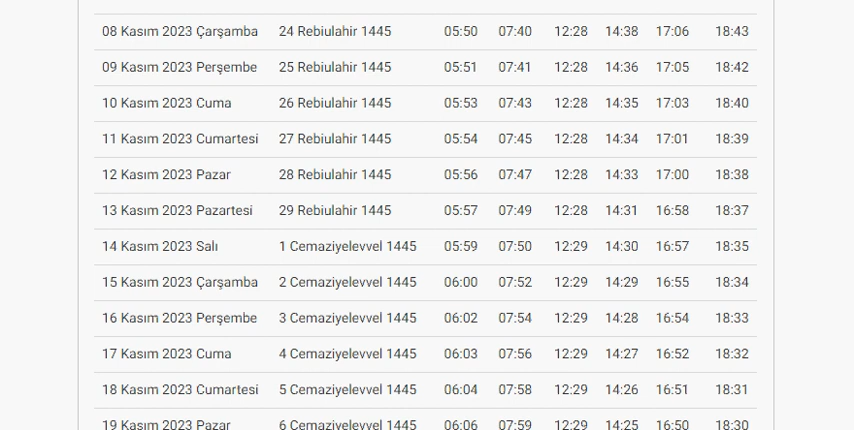 08 Kasım 2023 Çarşamba 24 Rebiulahir 1445 05:50 07:40 12:28 14:38 17:06 18:43
09 Kasım 2023 Perşembe 25 Rebiulahir 1445 05:51 07:41 12:28 14:36 17:05 18:42
10 Kasım 2023 Cuma 26 Rebiulahir 1445 05:53 07:43 12:28 14:35 17:03 18:40
11 Kasım 2023 Cumartesi 27 Rebiulahir 1445 05:54 07:45 12:28 14:34 17:01 18:39
12 Kasım 2023 Pazar 28 Rebiulahir 1445 05:56 07:47 12:28 14:33 17:00 18:38
13 Kasım 2023 Pazartesi 29 Rebiulahir 1445 05:57 07:49 12:28 14:31 16:58 18:37
14 Kasım 2023 Salı 1 Cemaziyelevvel 1445 05:59 07:50 12:29 14:30 16:57 18:35
15 Kasım 2023 Çarşamba 2 Cemaziyelevvel 1445 06:00 07:52 12:29 14:29 16:55 18:34
16 Kasım 2023 Perşembe 3 Cemaziyelevvel 1445 06:02 07:54 12:29 14:28 16:54 18:33
17 Kasım 2023 Cuma 4 Cemaziyelevvel 1445 06:03 07:56 12:29 14:27 16:52 18:32
18 Kasım 2023 Cumartesi 5 Cemaziyelevvel 1445 06:04 07:58 12:29 14:26 16:51 18:31
19 Kasım 2023 Pazar 6 Cemaziyelevvel 1445 06:06 07:59 12:29 14:25 16:50 18:30